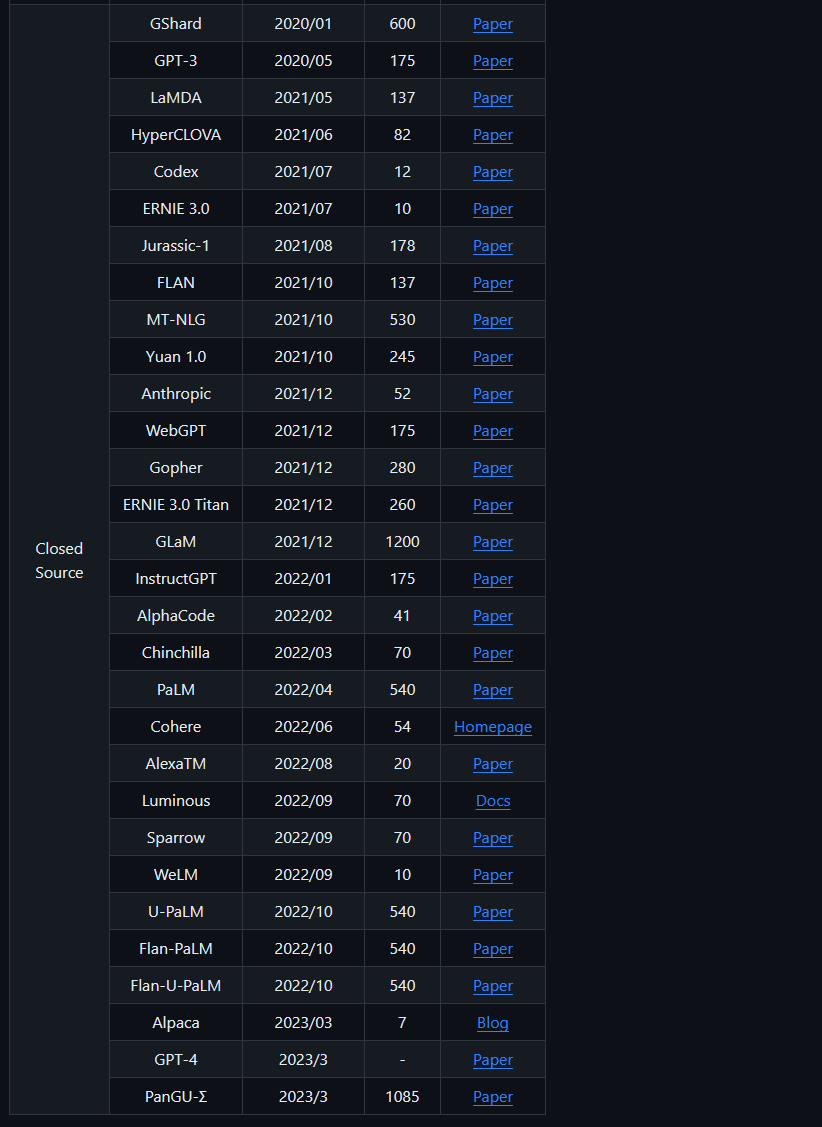 GShard 2020/01 600 Paper
GPT-3 2020/05 175 Paper
LaMDA 2021/05 137 Paper
HyperCLOVA 2021/06 82 Paper
Codex 2021/07 12 Paper
ERNIE 3.0 2021/07 10 Paper
Jurassic-1 2021/08 178 Paper
FLAN 2021/10 137 Paper
MT-NLG 2021/10 530 Paper
Yuan 1.0 2021/10 245 Paper
Anthropic 2021/12 52 Paper
WebGPT 2021/12 175 Paper
Gopher 2021/12 280 Paper
ERNIE 3.0 Titan 2021/12 260 Paper
Closed
Source
GLaM 2021/12 1200 Paper
InstructGPT 2022/01 175 Paper
AlphaCode 2022/02 41 Paper
Chinchilla 2022/03 70 Paper
PaLM 2022/04 540 Paper
Cohere 2022/06 54 Homepage
AlexaTM 2022/08 20 Paper
Luminous 2022/09 70 Docs
Sparrow 2022/09 70 Paper
WeLM 2022/09 10 Paper
U-PaLM 2022/10 540 Paper
Flan-PaLM 2022/10 540 Paper
Flan-U-PaLM 2022/10 540 Paper
Alpaca 2023/03 7 Blog
GPT-4 2023/3 - Paper
PanGU-Σ 2023/3 1085 Paper